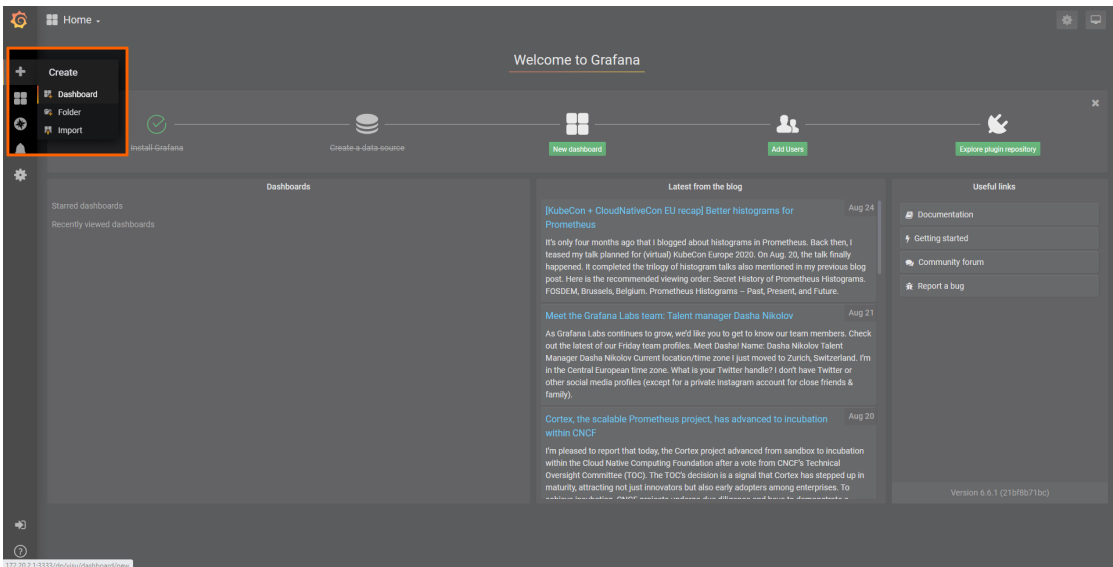 Home
Welcome to Grafana
Create
Dashboard
Folder
Import
Install Grafana
Create a data source
New dashboard
Add Users
Explore plugin repository
Dashboards
Starred dashboards
Recently viewed dashboards
Latest from the blog
[KubeCon + CloudNativeCon EU recap] Better histograms for
Prometheus
Aug 24
It's only four months ago that I blogged about histograms in Prometheus. Back then, I
teased my talk planned for (virtual) KubeCon Europe 2020. On Aug. 20, the talk finally
happened. It completed the trilogy of histogram talks also mentioned in my previous blog
post. Here is the recommended viewing order: Secret History of Prometheus Histograms.
FOSDEM, Brussels, Belgium. Prometheus Histograms – Past, Present, and Future.
Meet the Grafana Labs team: Talent manager Dasha Nikolov
Aug 21
As Grafana Labs continues to grow, we'd like you to get to know our team members. Check
out the latest of our Friday team profiles. Meet Dasha! Name: Dasha Nikolov Talent
Manager Dasha Nikolov Current location/time zone I just moved to Zurich, Switzerland. I'm
in the Central European time zone. What is your Twitter handle? I don't have Twitter or
other social media profiles (except for a private Instagram account for close friends &
family).
Cortex, the scalable Prometheus project, has advanced to incubation
within CNCF
Aug 20
I'm pleased to report that today, the Cortex project advanced from sandbox to incubation
within the Cloud Native Computing Foundation after a vote from CNCF's Technical
Oversight Committee (TOC). The TOC's decision is a signal that Cortex has stepped up in
maturity, attracting not just innovators but also early adopters among enterprises. To
Useful links
Documentation
Getting started
Community forum
Report a bug
Version 6.6.1 (21bf8b71bc)
172.20.2.1:3333/dp/visu/dashboard/new